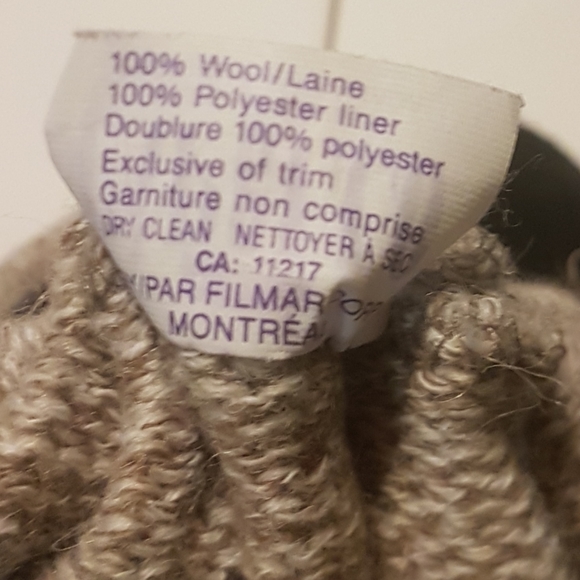 100% Wool/Laine
100% Polyester liner
Doublure 100% polyester
Exclusive of trim
Garniture non comprise
DRY CLEAN NETTOYER À SEC
CA: 11217
/PAR FILMAR
MONTRÉA